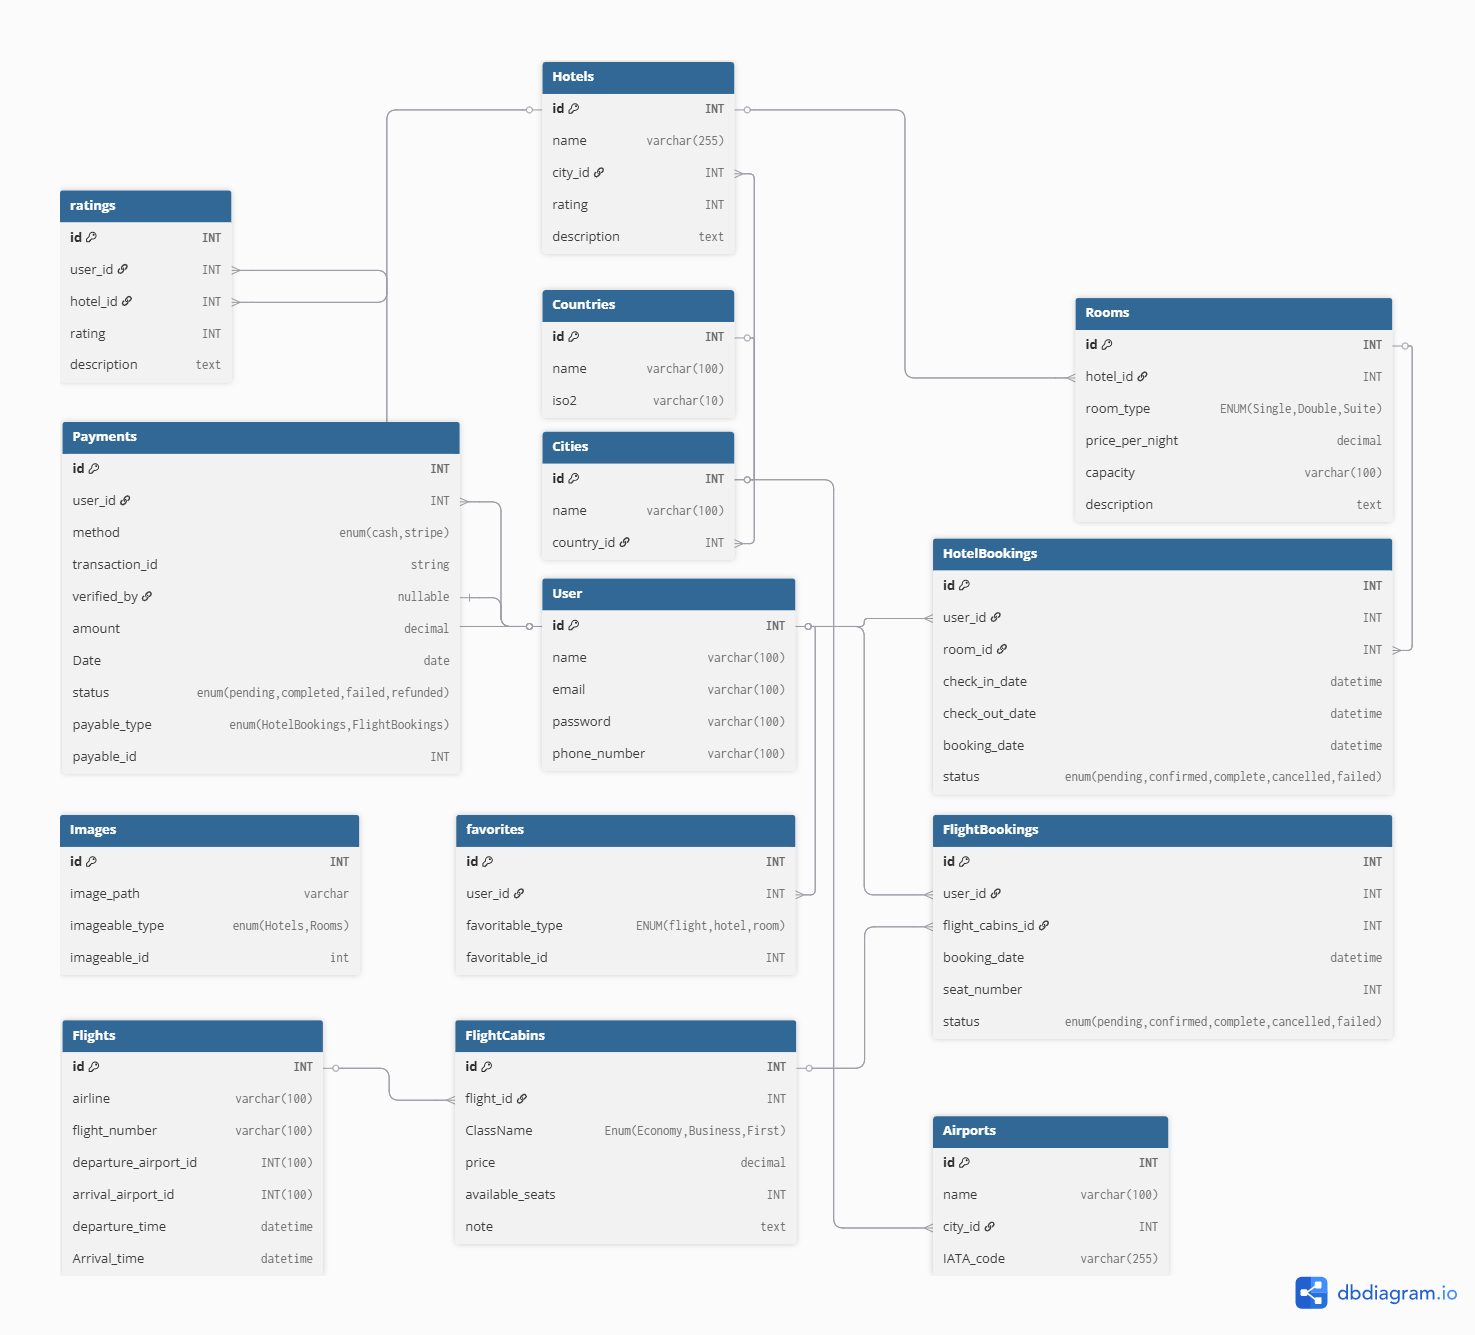 Hotels
id INT
name varchar(255)
city_id INT
rating INT
description text
ratings
id INT
user_id INT
hotel_id INT
rating INT
description text
Countries
id INT
name varchar(100)
iso2 varchar(10)
Rooms
id INT
hotel_id INT
room_type ENUM(Single,Double,Suite)
price_per_night decimal
capacity varchar(100)
description text
Payments
id INT
user_id INT
method enum(cash,stripe)
transaction_id string
verified_by nullable
amount decimal
Date date
status enum(pending,completed,failed,refunded)
payable_type enum(HotelBookings,FlightBookings)
payable_id INT
Cities
id INT
name varchar(100)
country_id INT
User
id INT
name varchar(100)
email varchar(100)
password varchar(100)
phone_number varchar(100)
HotelBookings
id INT
user_id INT
room_id INT
check_in_date datetime
check_out_date datetime
booking_date datetime
status enum(pending,confirmed,complete,cancelled,failed)
Images
id INT
image_path varchar
imageable_type enum(Hotels,Rooms)
imageable_id int
favorites
id INT
user_id INT
favoritable_type ENUM(flight,hotel,room)
favoritable_id INT
FlightBookings
id INT
user_id INT
flight_cabins_id INT
booking_date datetime
seat_number INT
status enum(pending,confirmed,complete,cancelled,failed)
Flights
id INT
airline varchar(100)
flight_number varchar(100)
departure_airport_id INT(100)
arrival_airport_id INT(100)
departure_time datetime
Arrival_time datetime
FlightCabins
id INT
flight_id INT
ClassName Enum(Economy,Business,First)
price decimal
available_seats INT
note text
Airports
id INT
name varchar(100)
city_id INT
IATA_code varchar(255)
dbdiagram.io